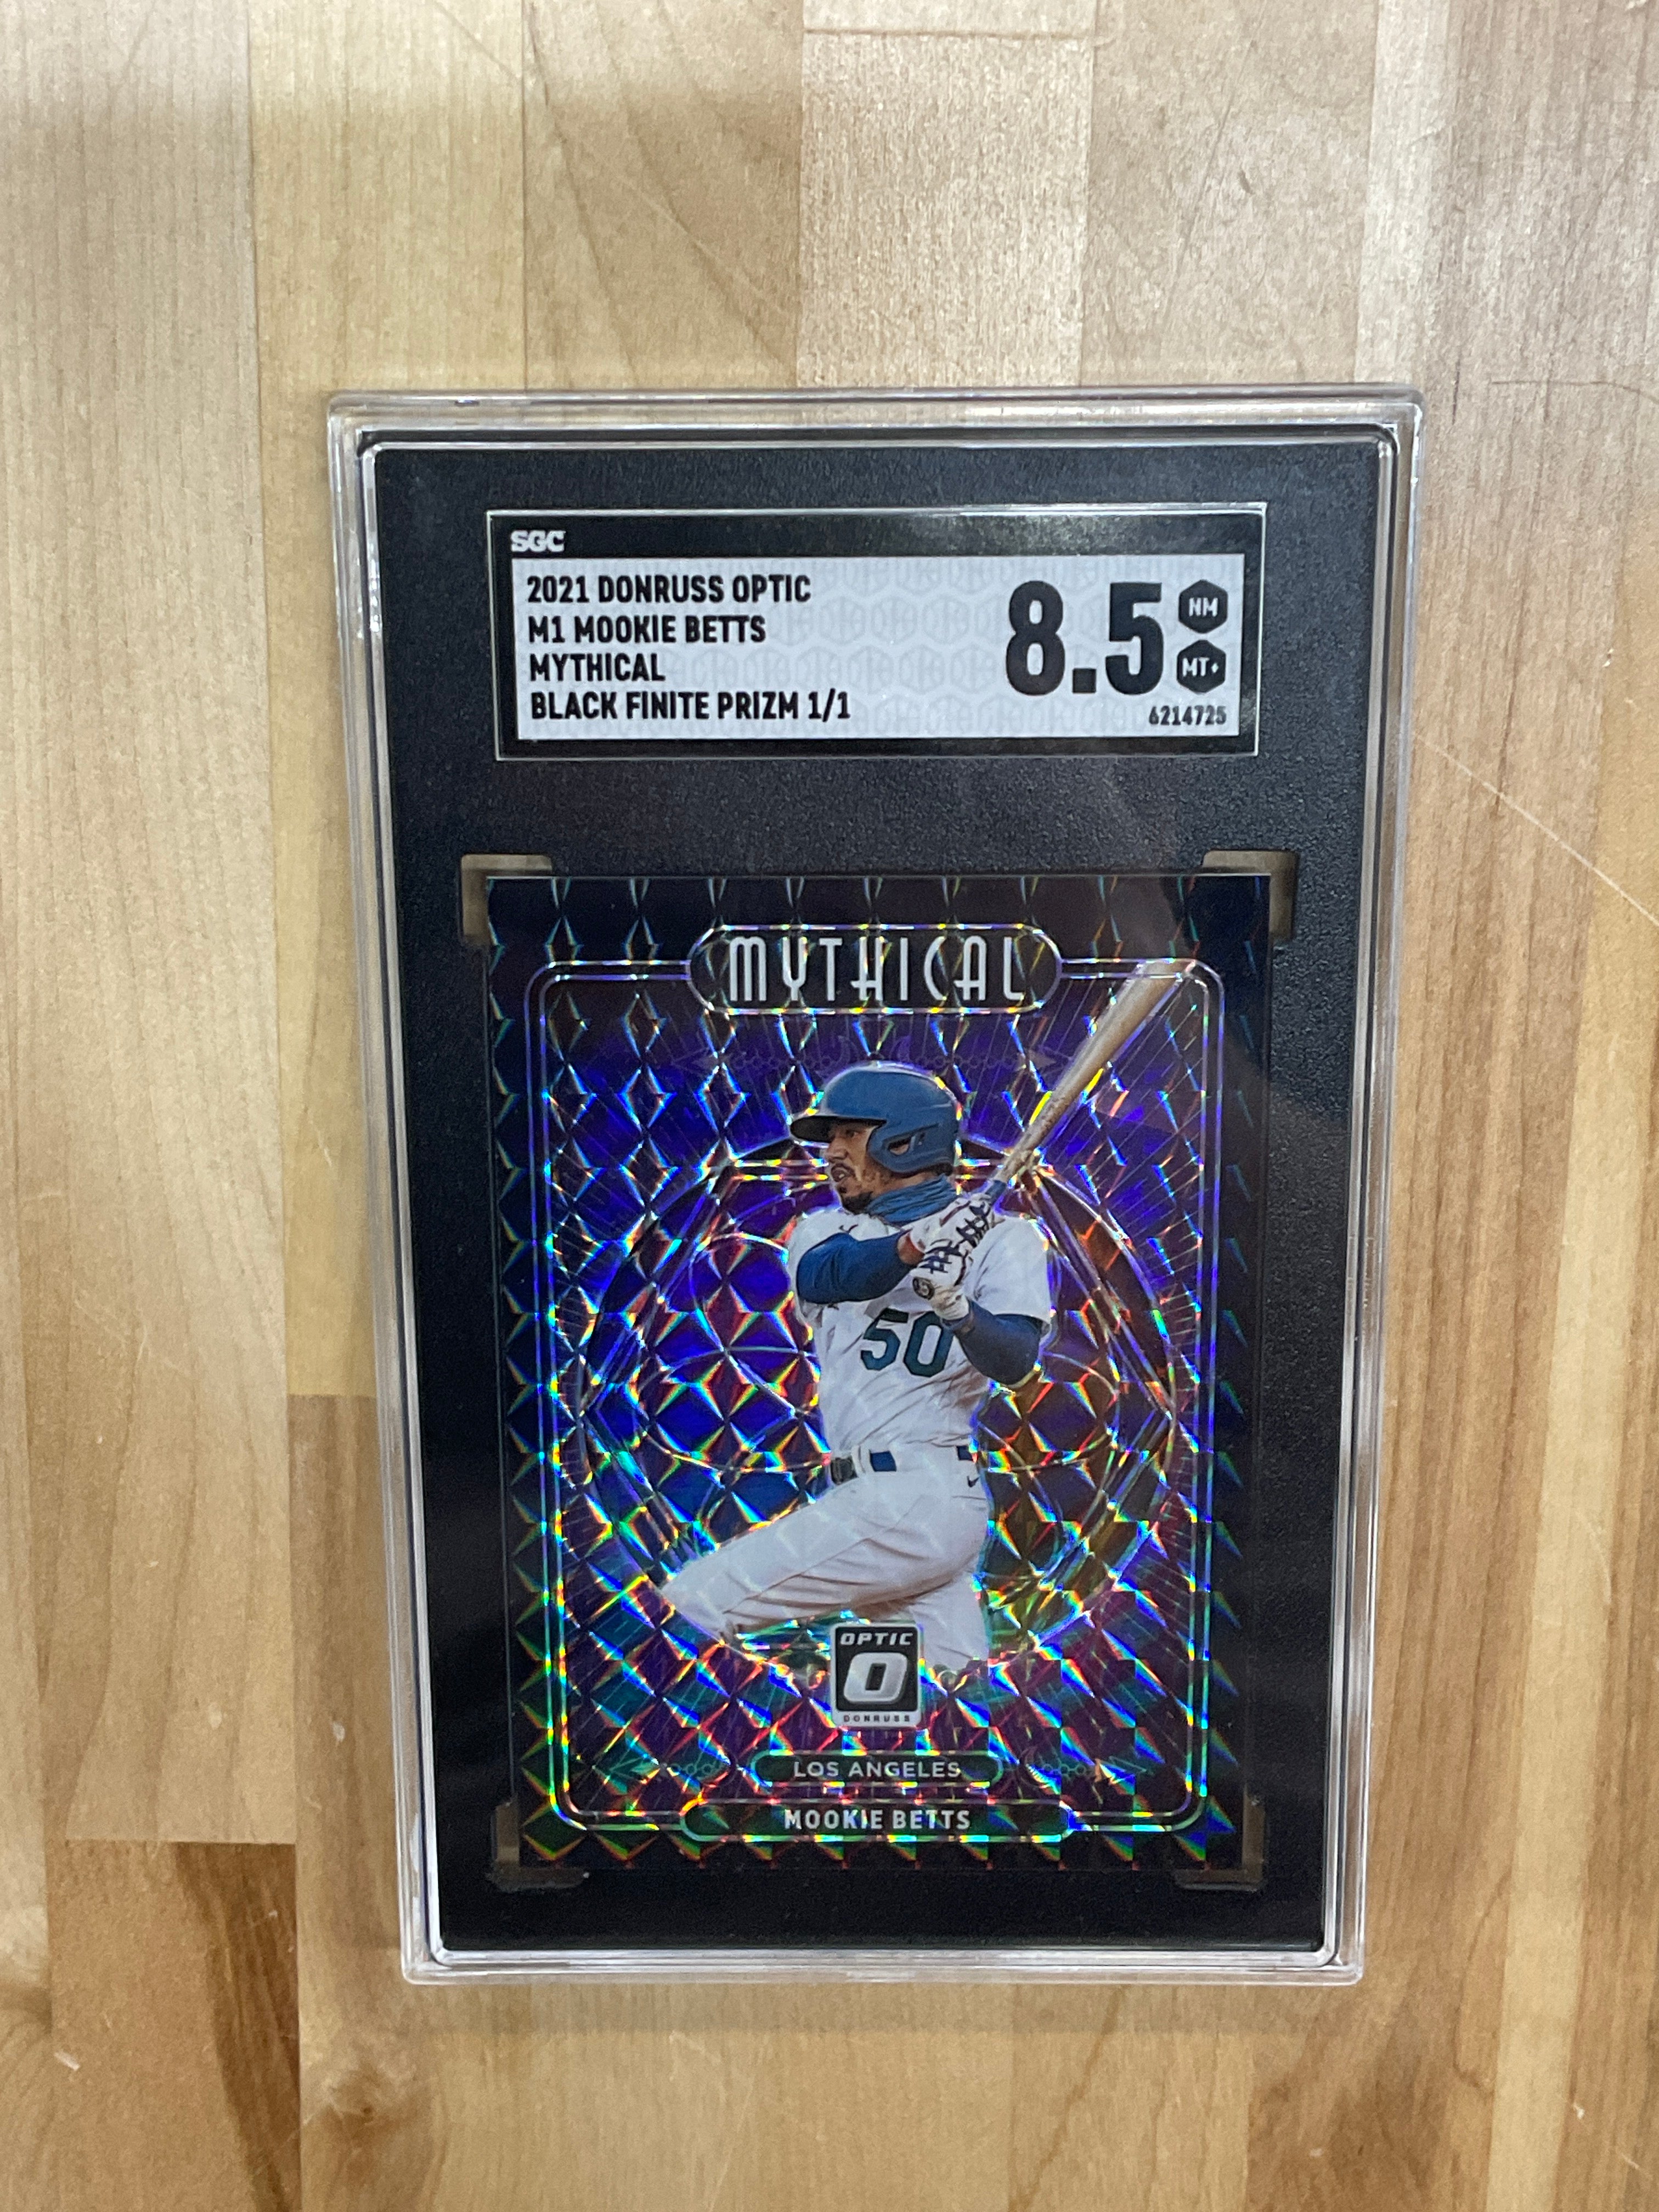 SGC
2021 DONRUSS OPTIC
M1 MOOKIE BETTS
MYTHICAL
BLACK FINITE PRIZM 1/1
8.5
NM
MT+
6214725
MYTHICAL
50
OPTIC
O
DONRUSS
LOS ANGELES
MOOKIE BETTS